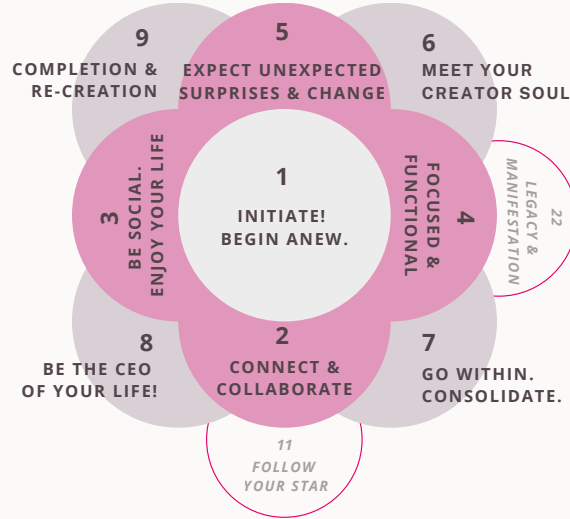 9
COMPLETION &
RE-CREATION
5
EXPECT UNEXPECTED
SURPRISES & CHANGE
6
MEET YOUR
CREATOR SOUL
3
BE SOCIAL.
ENJOY YOUR LIFE
1
INITIATE!
BEGIN ANEW.
4
FOCUSED &
FUNCTIONAL
22
LEGACY &
MANIFESTATION
8
BE THE CEO
OF YOUR LIFE!
2
CONNECT &
COLLABORATE
7
GO WITHIN.
CONSOLIDATE.
11
FOLLOW
YOUR STAR